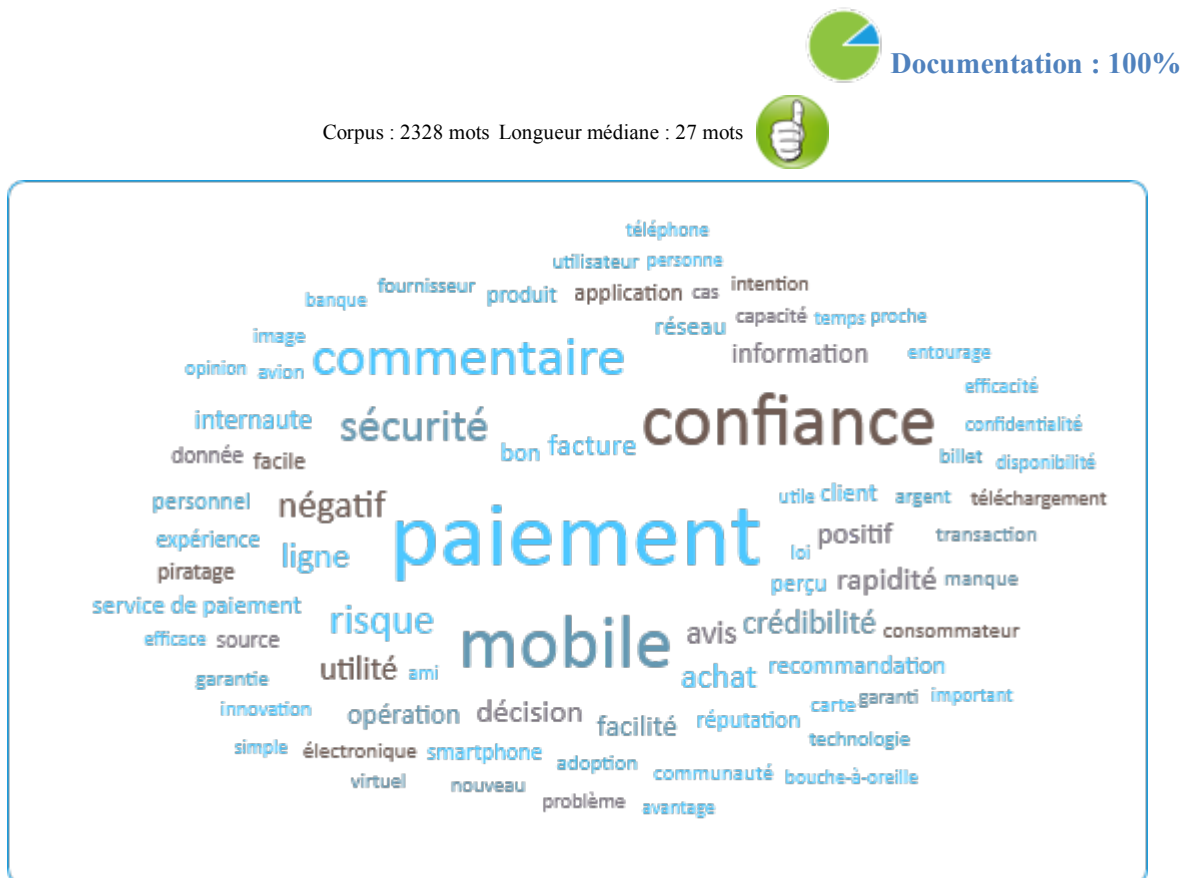 Documentation : 100%
Corpus : 2328 mots Longueur médiane : 27 mots
téléphone
utilisateur personne
banque fournisseur produit application cas intention
image réseau capacité temps proche
opinion avion commentaire information entourage
efficacité
internaute sécurité bon facture confiance confidentialité
donnée facile billet disponibilité
personnel négatif utile client argent téléchargement
expérience ligne paiement loi positif transaction
piratage perçu rapidité manque
service de paiement risque mobile avis crédibilité consommateur
efficace source
garantie utilité ami achat recommandation
innovation opération décision facilité réputation carte garanti important
simple électronique smartphone adoption technologie
virtuel nouveau communauté bouche-à-oreille
problème avantage